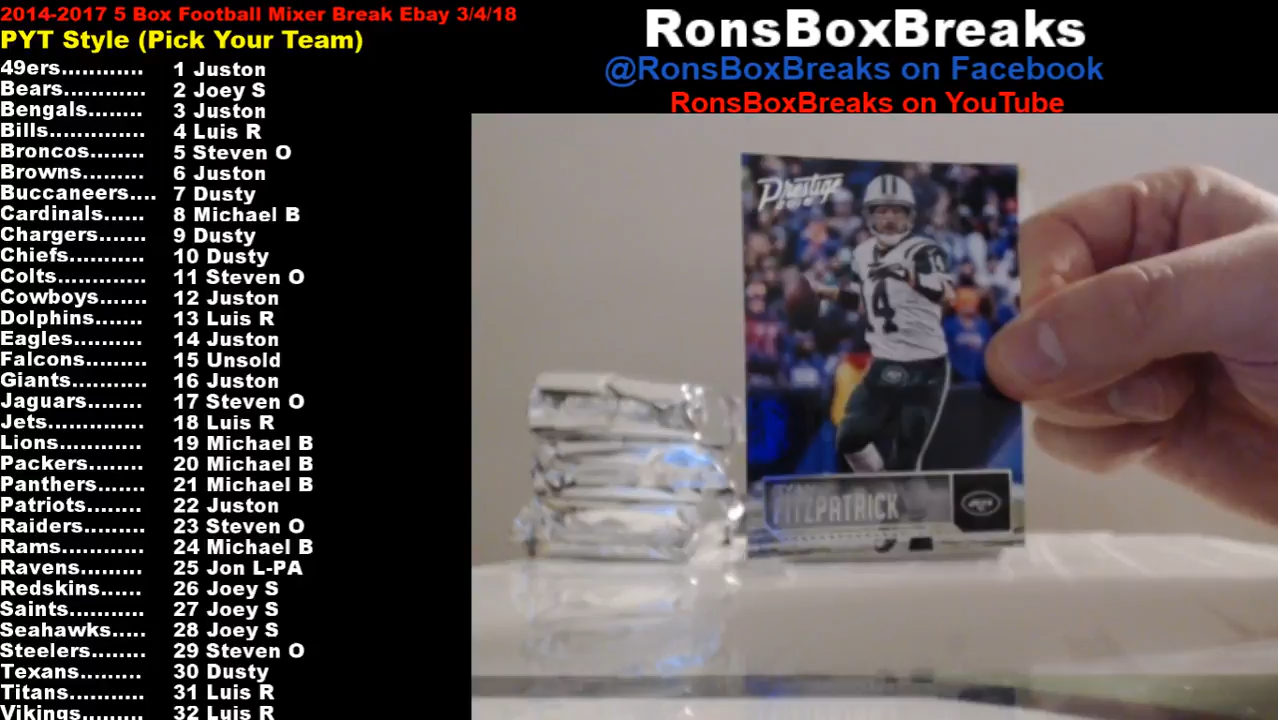 2014-2017 5 Box Football Mixer Break Ebay 3/4/18
PYT Style (Pick Your Team)
49ers............ 1 Juston
Bears........... 2 Joey S
Bengals........ 3 Juston
Bills.............. 4 Luis R
Broncos........ 5 Steven O
Browns......... 6 Juston
Buccaneers.... 7 Dusty
Cardinals...... 8 Michael B
Chargers....... 9 Dusty
Chiefs........... 10 Dusty
Colts............. 11 Steven O
Cowboys....... 12 Juston
Dolphins....... 13 Luis R
Eagles.......... 14 Juston
Falcons......... 15 Unsold
Giants........... 16 Juston
Jaguars........ 17 Steven O
Jets............... 18 Luis R
Lions............ 19 Michael B
Packers........ 20 Michael B
Panthers....... 21 Michael B
Patriots......... 22 Juston
Raiders......... 23 Steven O
Rams............ 24 Michael B
Ravens......... 25 Jon L-PA
Redskins...... 26 Joey S
Saints........... 27 Joey S
Seahawks..... 28 Joey S
Steelers........ 29 Steven O
Texans......... 30 Dusty
Titans........... 31 Luis R
Vikings......... 32 Luis R
RonsBoxBreaks
@RonsBoxBreaks on Facebook
RonsBoxBreaks on YouTube
Prestige
14
FITZPATRICK
JETS